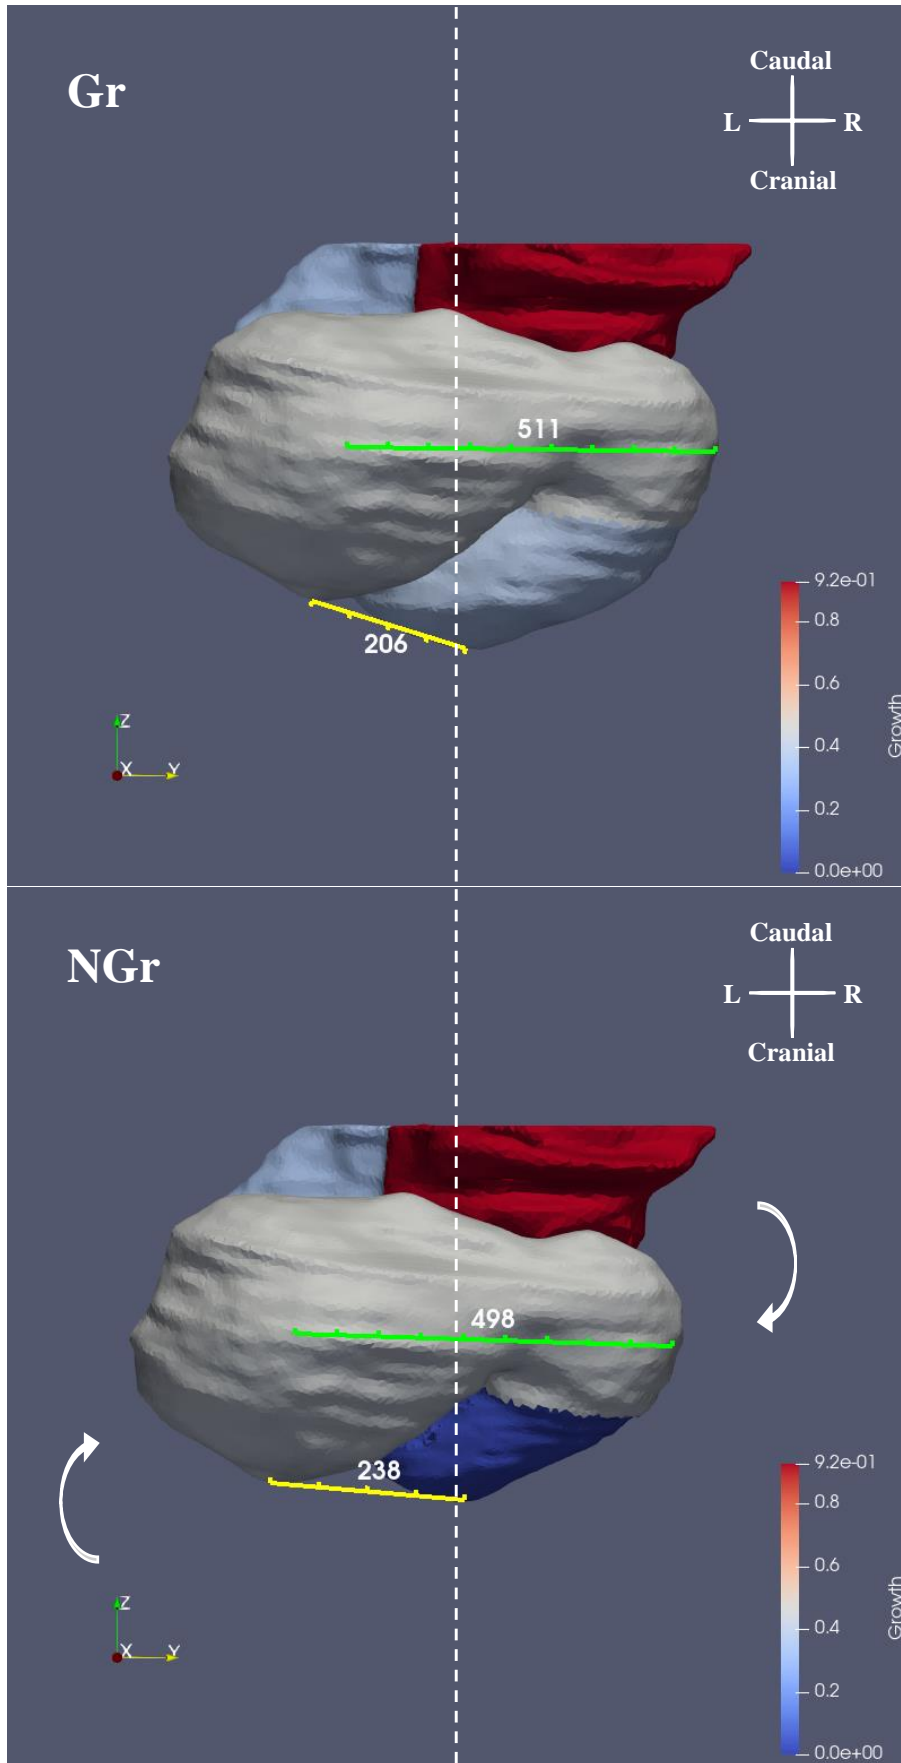 Gr
Caudal
L R
Cranial
511
206
9.2e-01
0.8
0.6
0.4
0.2
0.0e+00
Growth
Z
X Y
NGr
Caudal
L R
Cranial
498
238
9.2e-01
0.8
0.6
0.4
0.2
0.0e+00
Growth
Z
X Y